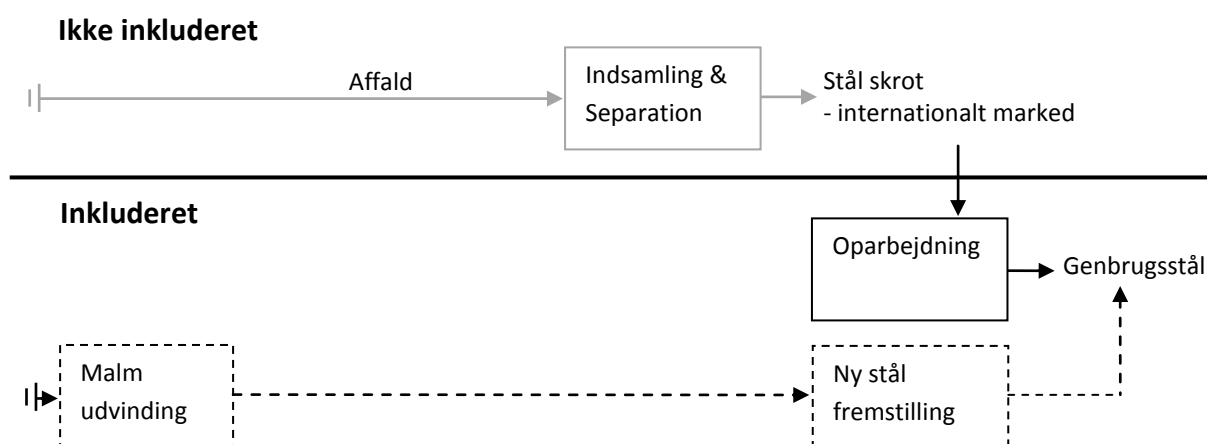 Ikke inkluderet
Affald
Indsamling &
Separation
Stål skrot
- internationalt marked
Inkluderet
Oparbejdning
Genbrugsstål
Malm
udvinding
Ny stål
fremstilling